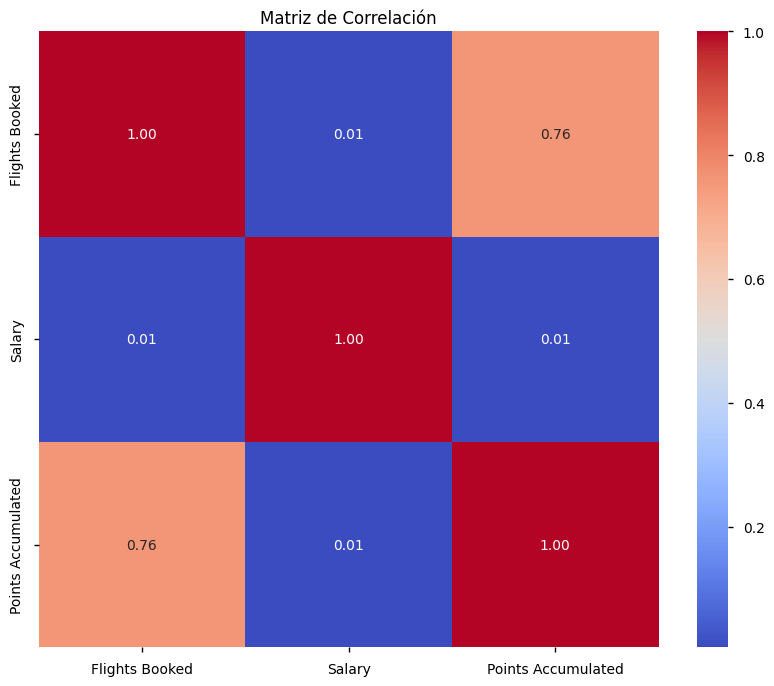 Matriz de Correlación
Flights Booked
1.00
0.01
0.76
Salary
0.01
1.00
0.01
Points Accumulated
0.76
0.01
1.00
Flights Booked
Salary
Points Accumulated
1.0
0.8
0.6
0.4
0.2